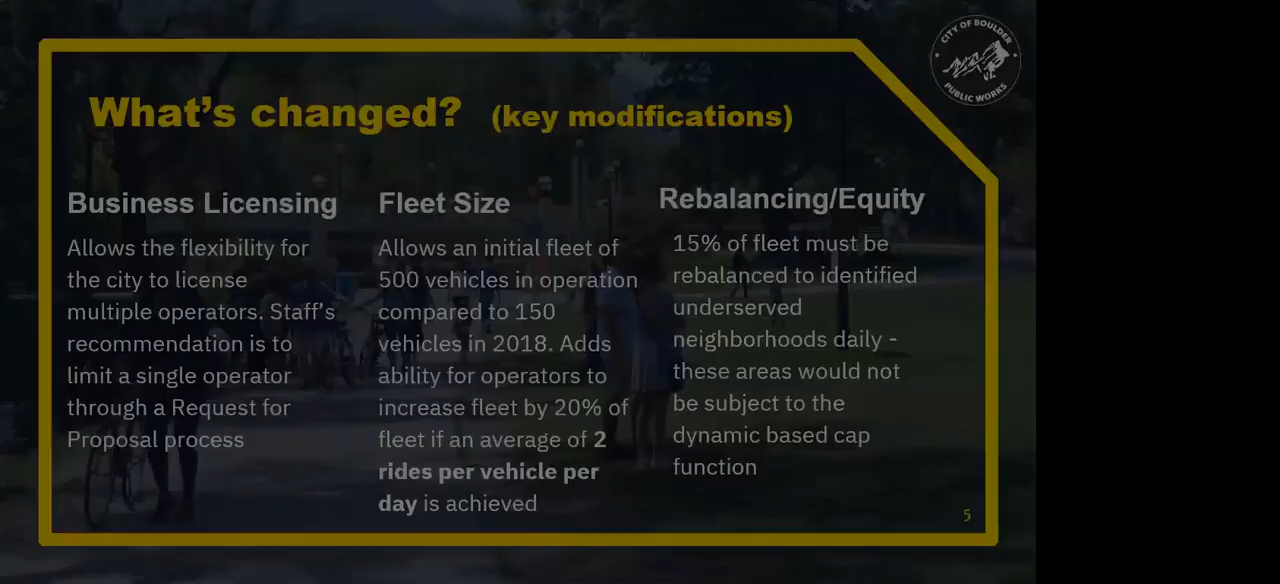 CITY OF BOULDER
PUBLIC WORKS
What's changed? (key modifications)
Business Licensing
Allows the flexibility for
the city to license
multiple operators. Staff's
recommendation is to
limit a single operator
through a Request for
Proposal process
Fleet Size
Allows an initial fleet of
500 vehicles in operation
compared to 150
vehicles in 2018. Adds
ability for operators to
increase fleet by 20% of
fleet if an average of 2
rides per vehicle per
day is achieved
Rebalancing/Equity
15% of fleet must be
rebalanced to identified
underserved
neighborhoods daily -
these areas would not
be subject to the
dynamic based cap
function
5